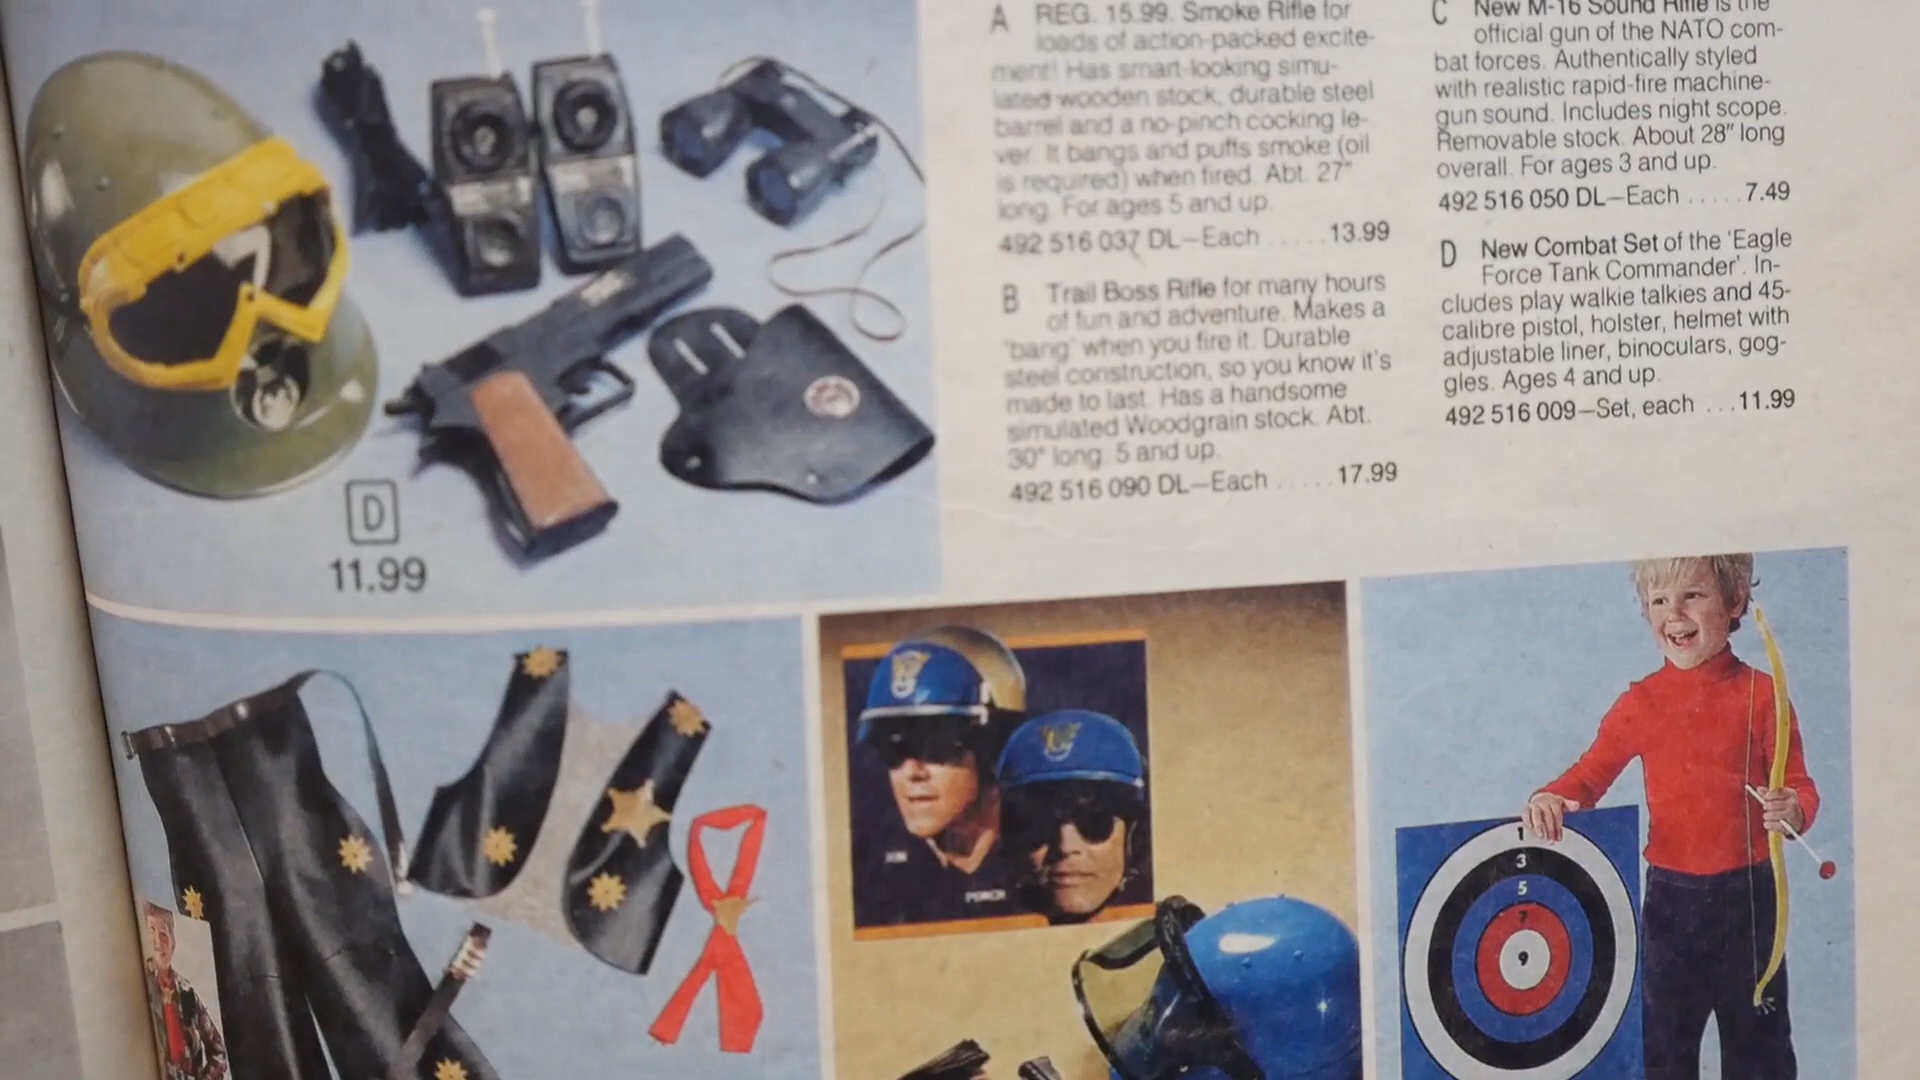 A REG. 15.99. Smoke Rifle for
loads of action-packed excite-
ment! Has smart-looking simu-
lated wooden stock, durable steel
barrel and a no-pinch cocking le-
ver. It bangs and puffs smoke (oil
is required) when fired. Abt. 27"
long. For ages 5 and up.
492 516 037 DL—Each .....13.99
B Trail Boss Rifle for many hours
of fun and adventure. Makes a
'bang' when you fire it. Durable
steel construction, so you know it's
made to last. Has a handsome
simulated Woodgrain stock. Abt.
30" long. 5 and up.
492 516 090 DL—Each .....17.99
C New M-16 Sound Rifle is the
official gun of the NATO com-
bat forces. Authentically styled
with realistic rapid-fire machine-
gun sound. Includes night scope.
Removable stock. About 28" long
overall. For ages 3 and up.
492 516 050 DL—Each .....7.49
D New Combat Set of the 'Eagle
Force Tank Commander'. In-
cludes play walkie talkies and 45-
calibre pistol, holster, helmet with
adjustable liner, binoculars, gog-
gles. Ages 4 and up.
492 516 009—Set, each ...11.99
D
11.99
PONCH
1
3
5
7
9